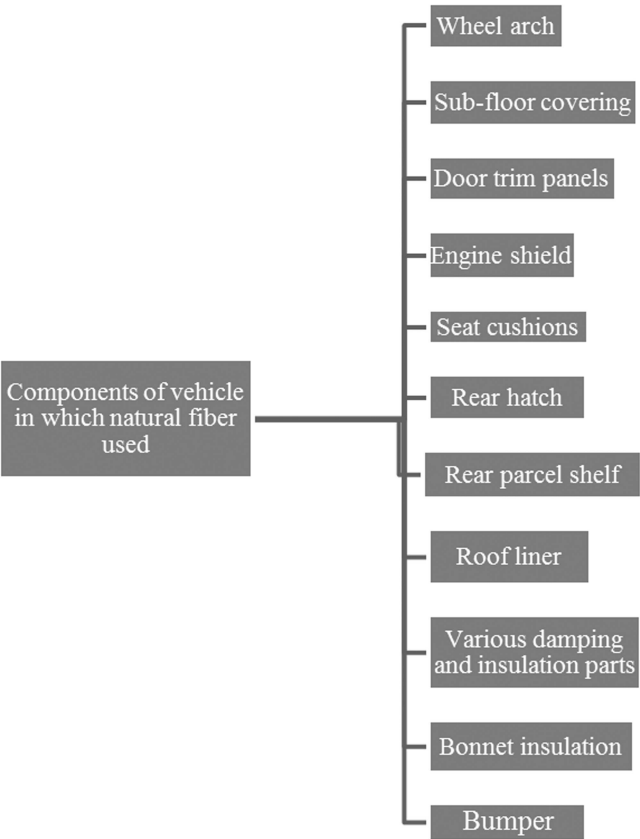 Wheel arch
Sub-floor covering
Door trim panels
Engine shield
Seat cushions
Components of vehicle
in which natural fiber
used
Rear hatch
Rear parcel shelf
Roof liner
Various damping
and insulation parts
Bonnet insulation
Bumper